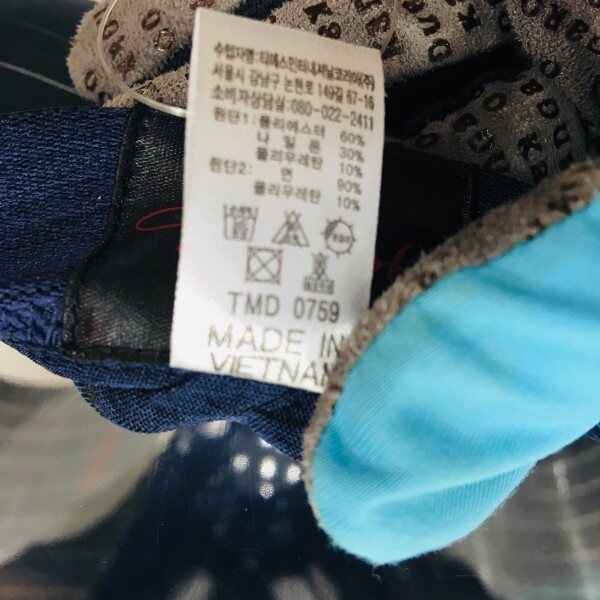 수입자명: 티에스인터내셔널코리아(주)
서울시 강남구 논현로 149길 67-16
소비자상담실: 080-022-2411
원단1: 폴리에스터 60%
나 일 론 30%
폴리우레탄 10%
원단2: 면 90%
폴리우레탄 10%
TMD 0759
MADE IN
VIETNAM